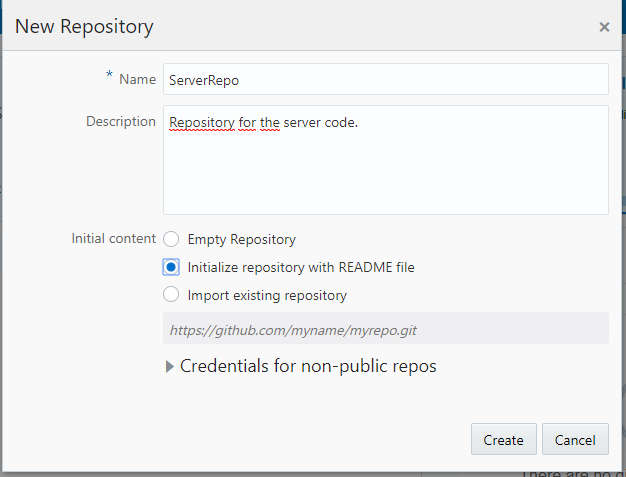 New Repository
×
* Name ServerRepo
Description Repository for the server code.
Initial content Empty Repository
Initialize repository with README file
Import existing repository
https://github.com/myname/myrepo.git
Credentials for non-public repos
Create Cancel
There are no